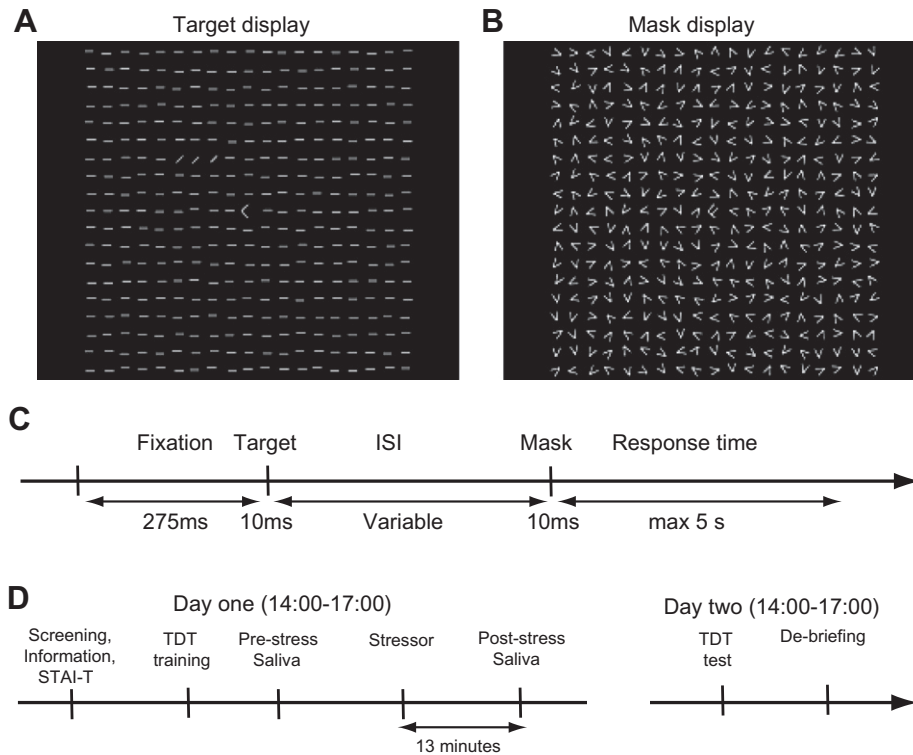 A
Target display
B
Mask display
C
Fixation
Target
ISI
Mask
Response time
275ms
10ms
Variable
10ms
max 5 s
D
Day one (14:00-17:00)
Screening,
Information,
STAI-T
TDT
training
Pre-stress
Saliva
Stressor
Post-stress
Saliva
13 minutes
Day two (14:00-17:00)
TDT
test
De-briefing